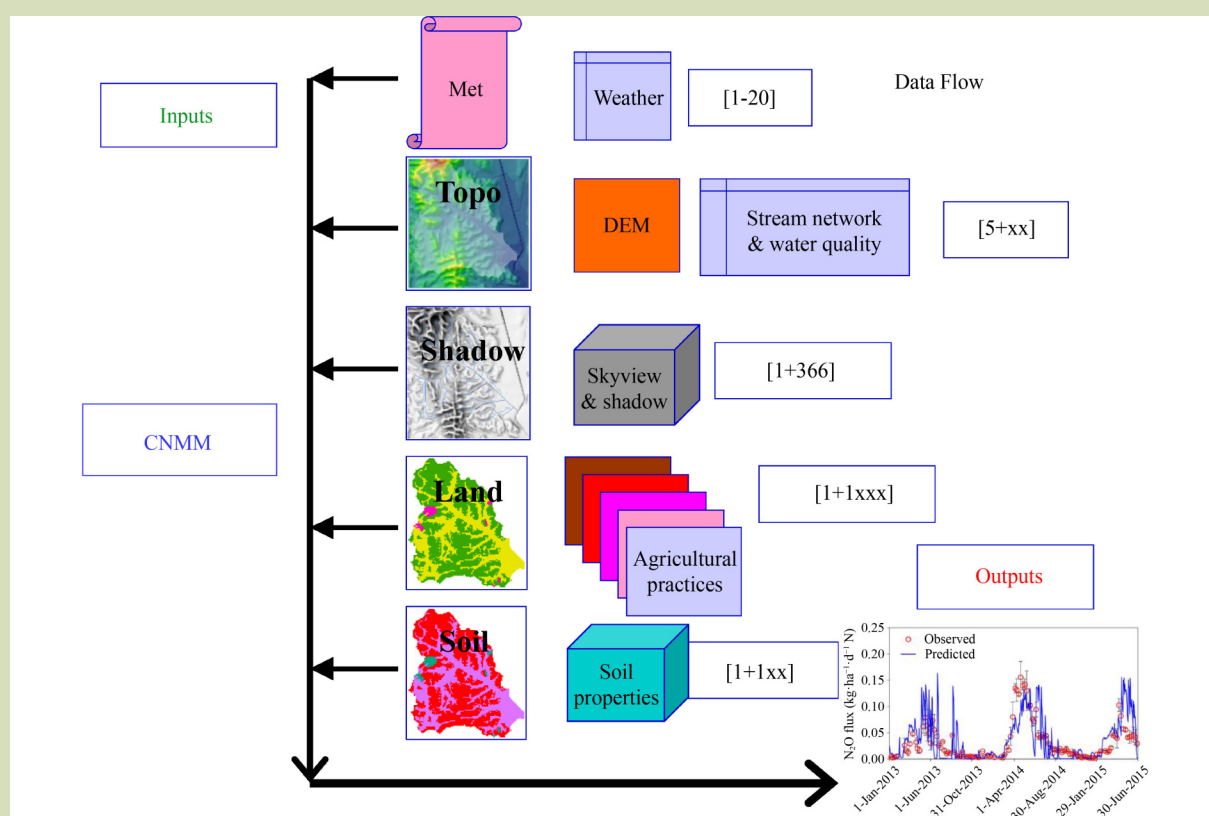 Met
Weather
[1-20]
Data Flow
Inputs
Topo
DEM
Stream network
& water quality
[5+xx]
Shadow
Skyview
& shadow
[1+366]
CNMM
Land
Agricultural
practices
[1+1xxx]
Outputs
Soil
Soil
properties
[1+1xx]
N₂O flux (kg·ha⁻¹·d⁻¹ N)
0.25
0.20
0.15
0.10
0.05
0.00
Observed
Predicted
1-Jan-2013
1-Jun-2013
31-Oct-2013
1-Apr-2014
30-Aug-2014
29-Jan-2015
30-Jun-2015